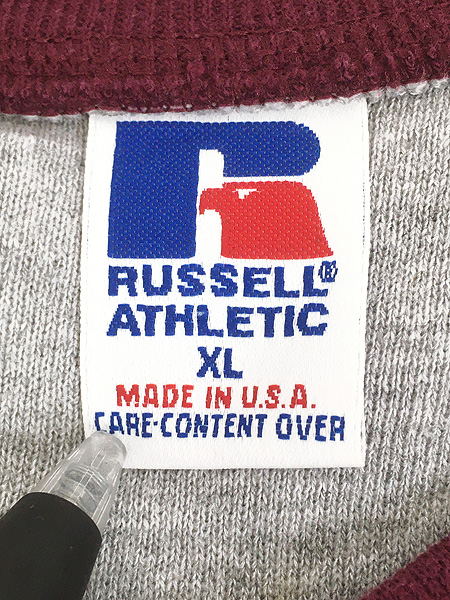 R
RUSSELL®
ATHLETIC
XL
MADE IN U.S.A.
CARE-CONTENT OVER